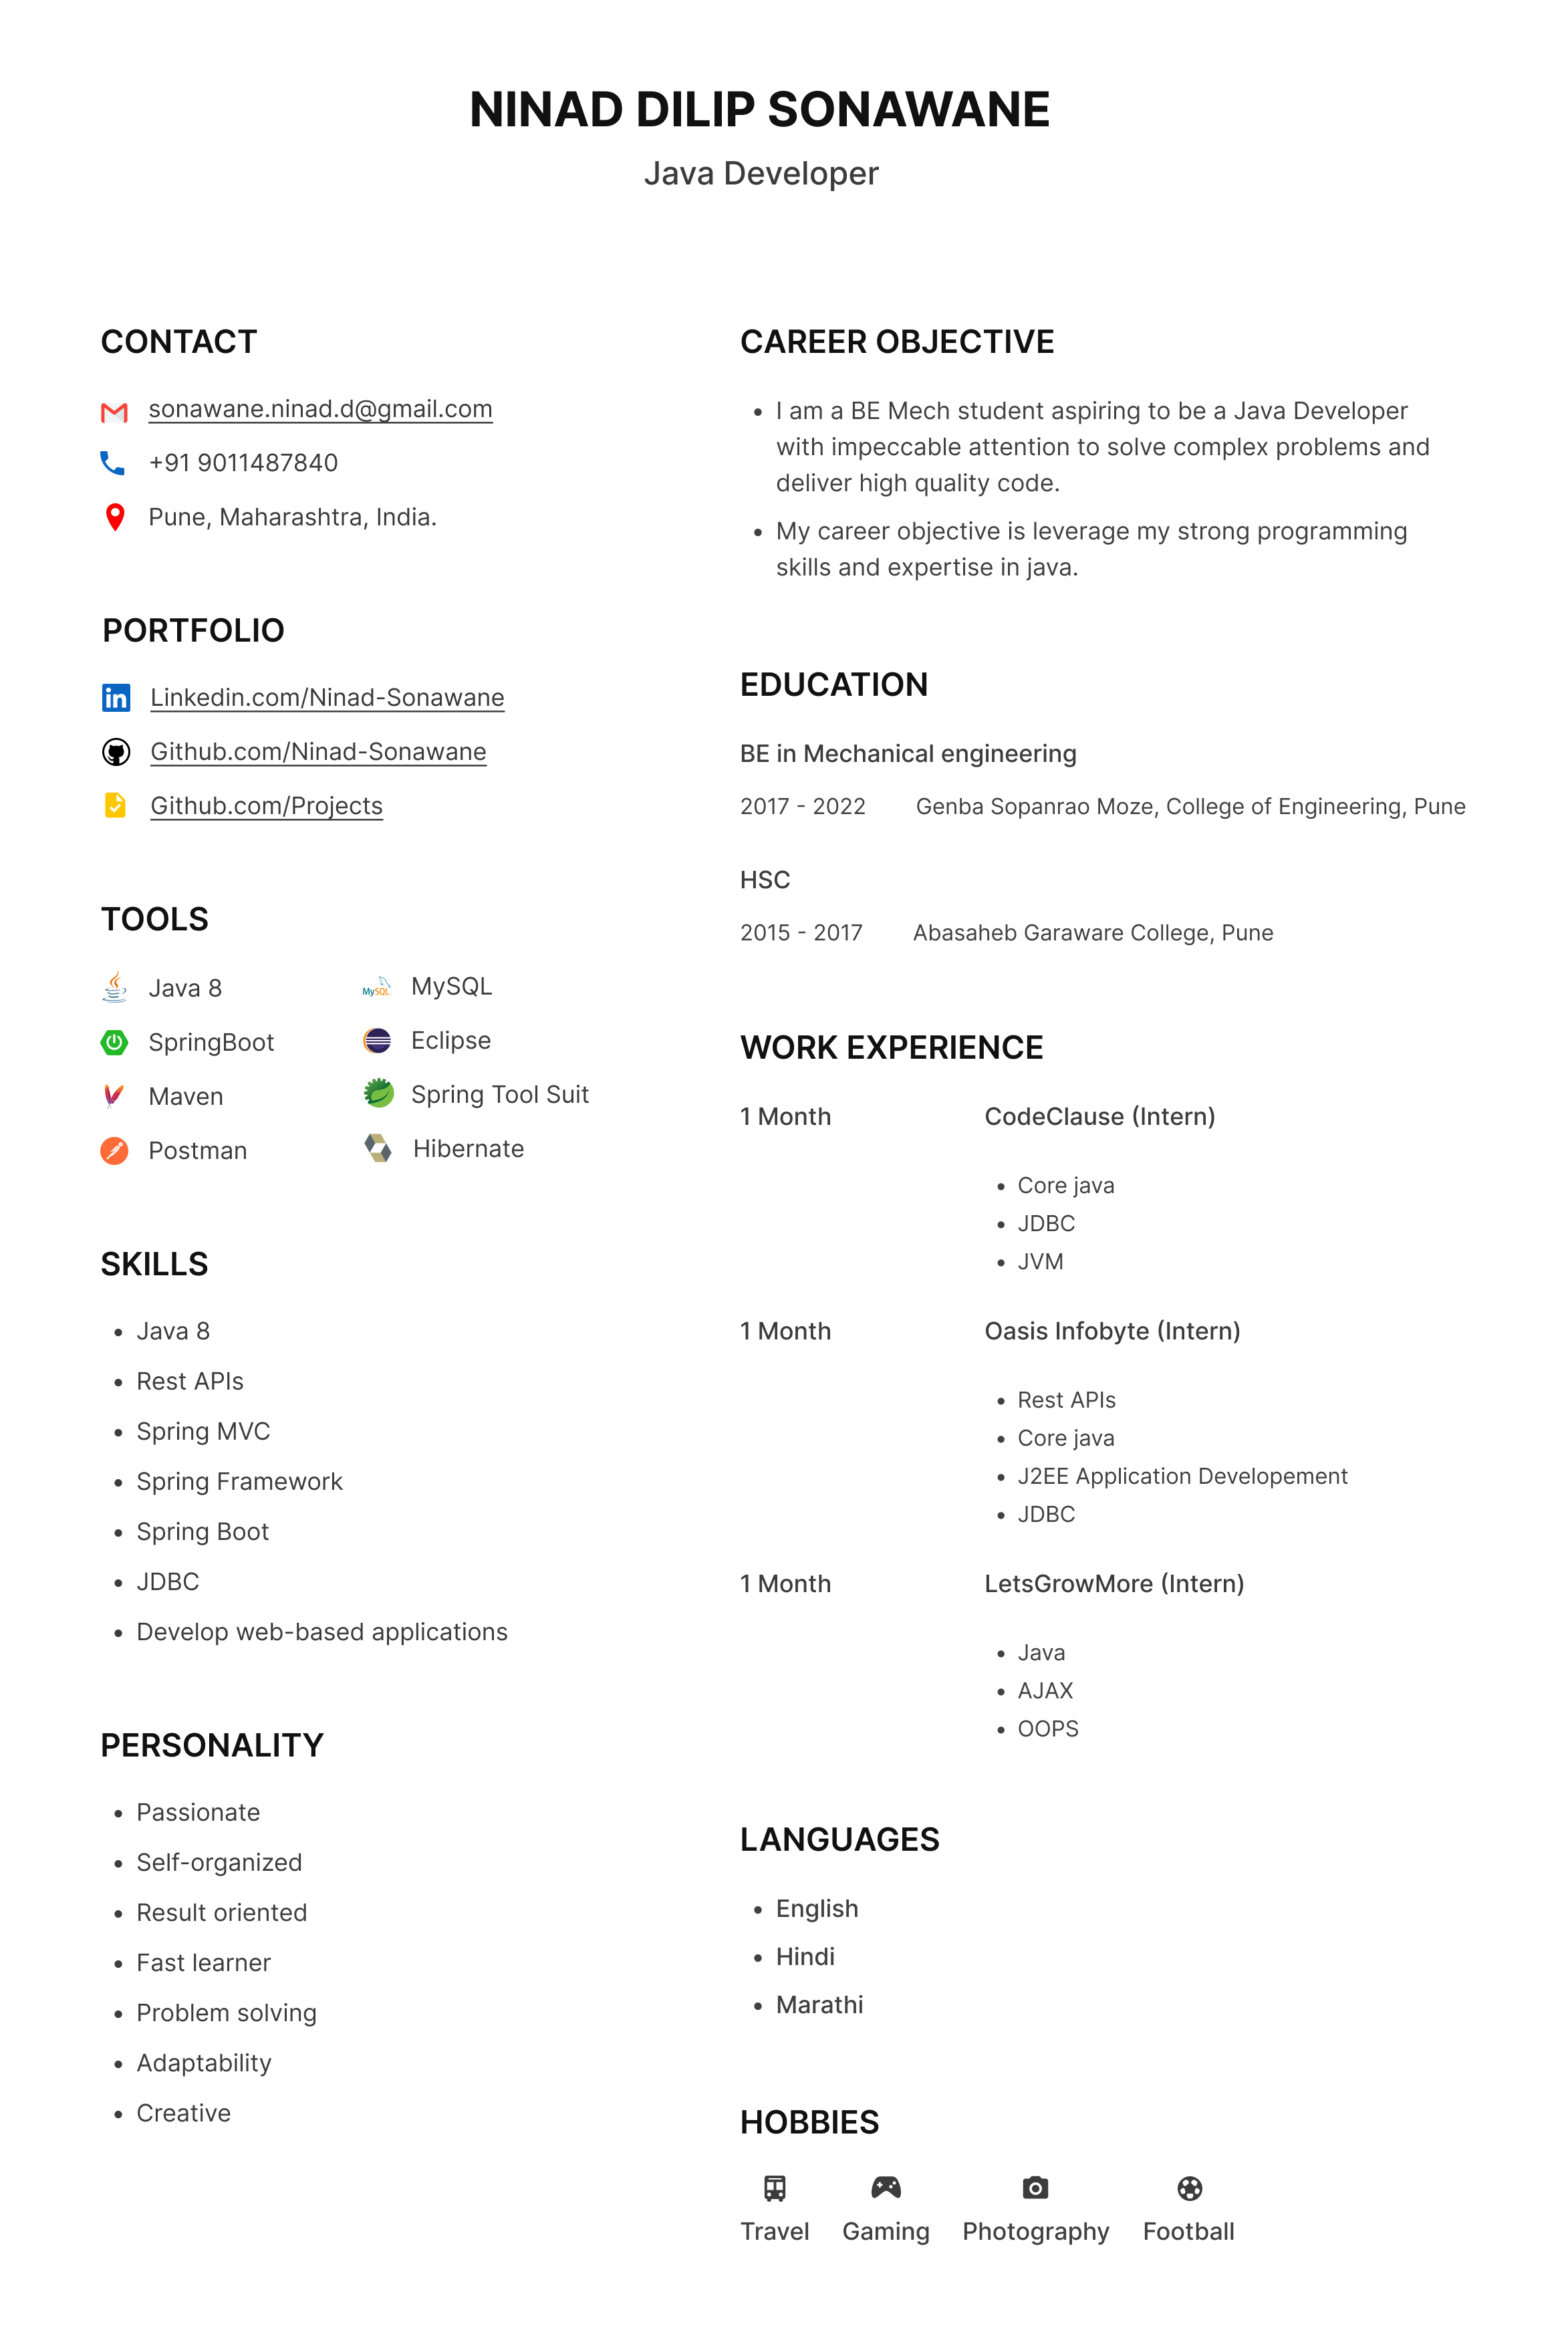 NINAD DILIP SONAWANE
Java Developer
CONTACT
sonawane.ninad.d@gmail.com
+91 9011487840
Pune, Maharashtra, India.
PORTFOLIO
Linkedin.com/Ninad-Sonawane
Github.com/Ninad-Sonawane
Github.com/Projects
TOOLS
Java 8
SpringBoot
Maven
Postman
MySQL
MySQL
Eclipse
Spring Tool Suit
Hibernate
SKILLS
• Java 8
• Rest APIs
• Spring MVC
• Spring Framework
• Spring Boot
• JDBC
• Develop web-based applications
PERSONALITY
• Passionate
• Self-organized
• Result oriented
• Fast learner
• Problem solving
• Adaptability
• Creative
CAREER OBJECTIVE
• I am a BE Mech student aspiring to be a Java Developer
with impeccable attention to solve complex problems and
deliver high quality code.
• My career objective is leverage my strong programming
skills and expertise in java.
EDUCATION
BE in Mechanical engineering
2017 - 2022 Genba Sopanrao Moze, College of Engineering, Pune
HSC
2015 - 2017 Abasaheb Garaware College, Pune
WORK EXPERIENCE
1 Month CodeClause (Intern)
• Core java
• JDBC
• JVM
1 Month Oasis Infobyte (Intern)
• Rest APIs
• Core java
• J2EE Application Developement
• JDBC
1 Month LetsGrowMore (Intern)
• Java
• AJAX
• OOPS
LANGUAGES
• English
• Hindi
• Marathi
HOBBIES
Travel Gaming Photography Football